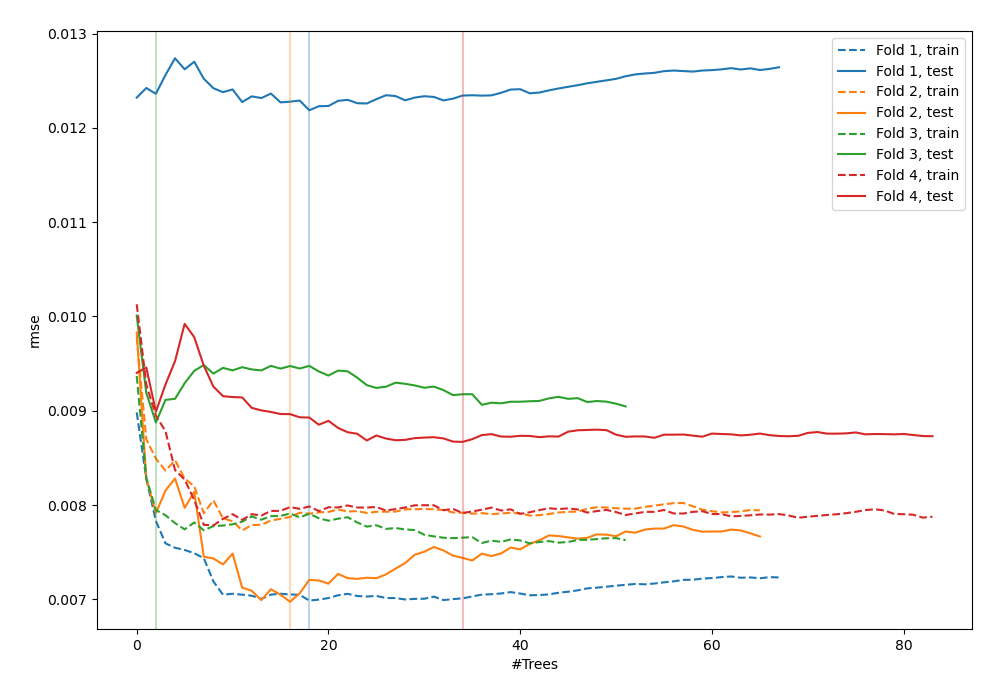 0.013
0.012
0.011
0.010
0.009
0.008
0.007
rmse
0
20
40
60
80
#Trees
Fold 1, train
Fold 1, test
Fold 2, train
Fold 2, test
Fold 3, train
Fold 3, test
Fold 4, train
Fold 4, test